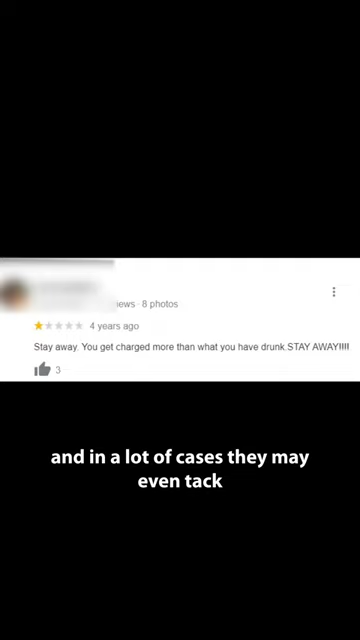 iews · 8 photos
4 years ago
Stay away. You get charged more than what you have drunk.STAY AWAY!!!!
3
and in a lot of cases they may
even tack